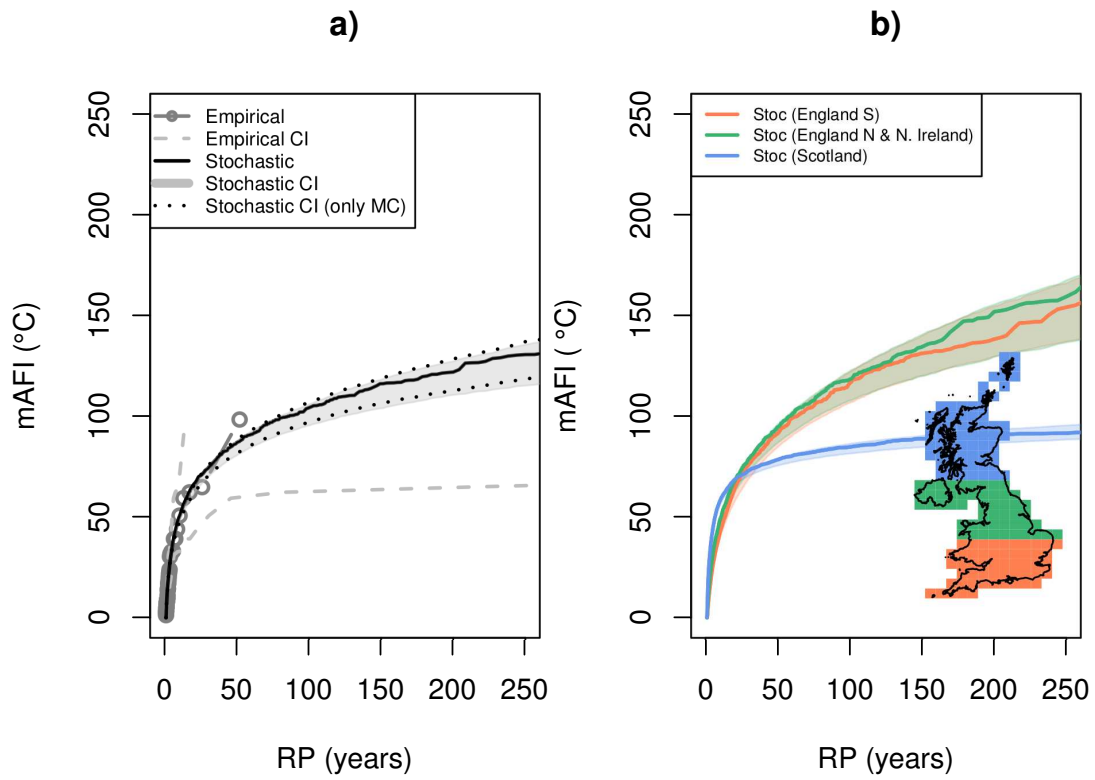 a)
mAFI (°C)
250
200
150
100
50
0
Empirical
Empirical CI
Stochastic
Stochastic CI
Stochastic CI (only MC)
0 50 100 150 200 250
RP (years)
b)
mAFI ( °C)
250
200
150
100
50
0
Stoc (England S)
Stoc (England N & N. Ireland)
Stoc (Scotland)
0 50 100 150 200 250
RP (years)